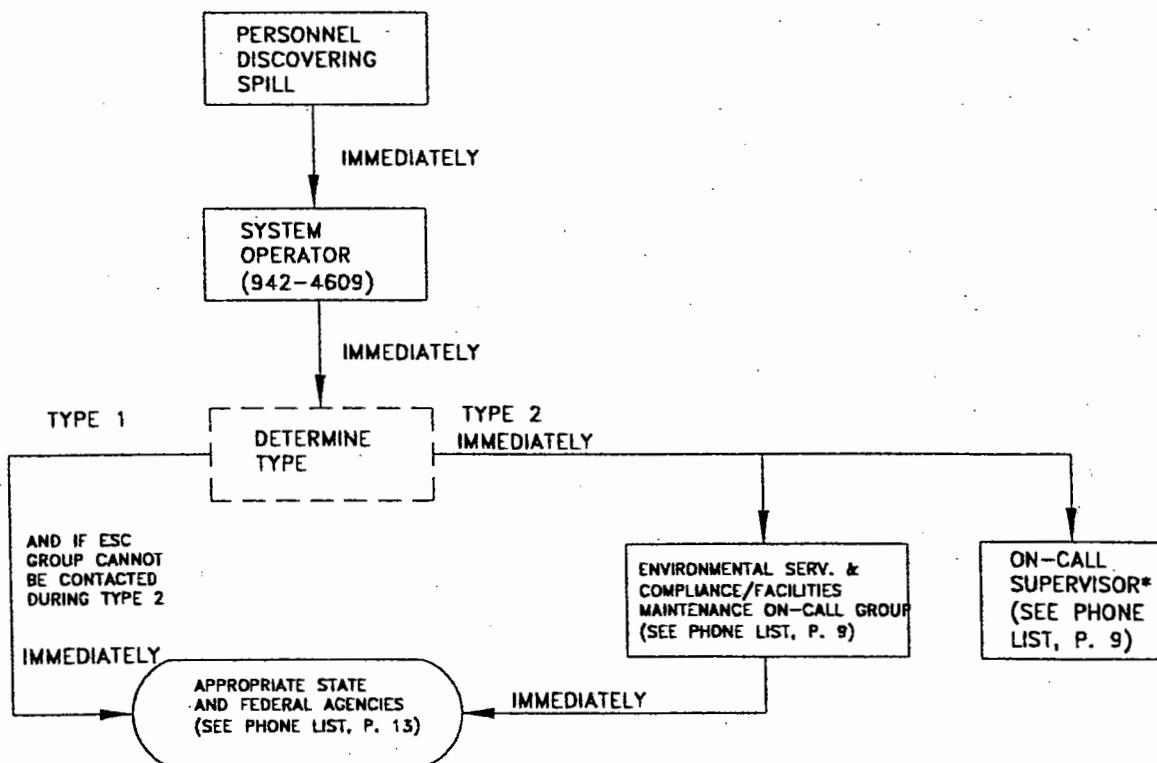 PERSONNEL
DISCOVERING
SPILL
IMMEDIATELY
SYSTEM
OPERATOR
(942-4609)
IMMEDIATELY
TYPE 1
DETERMINE
TYPE
TYPE 2
IMMEDIATELY
AND IF ESC
GROUP CANNOT
BE CONTACTED
DURING TYPE 2
IMMEDIATELY
ENVIRONMENTAL SERV. &
COMPLIANCE/FACILITIES
MAINTENANCE ON-CALL GROUP
(SEE PHONE LIST, P. 9)
ON-CALL
SUPERVISOR*
(SEE PHONE
LIST, P. 9)
APPROPRIATE STATE
AND FEDERAL AGENCIES
(SEE PHONE LIST, P. 13)
IMMEDIATELY